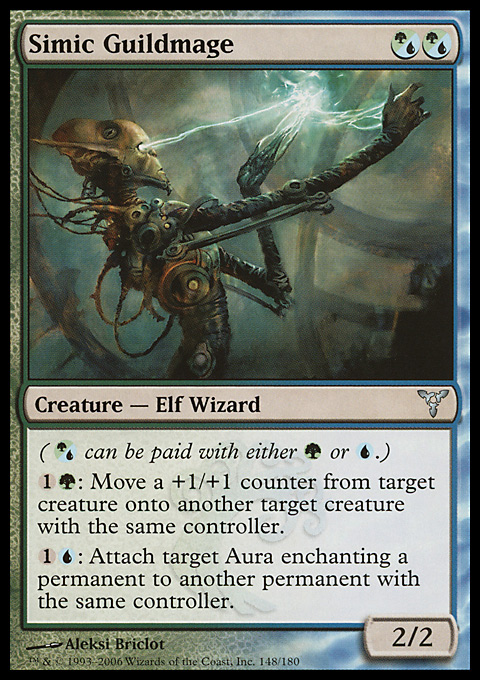 Simic Guildmage
Creature — Elf Wizard
( can be paid with either or .)
1 : Move a +1/+1 counter from target
creature onto another target creature
with the same controller.
1 : Attach target Aura enchanting a
permanent to another permanent with
the same controller.
2/2
Aleksi Briclot
™ & © 1993–2006 Wizards of the Coast, Inc. 148/180